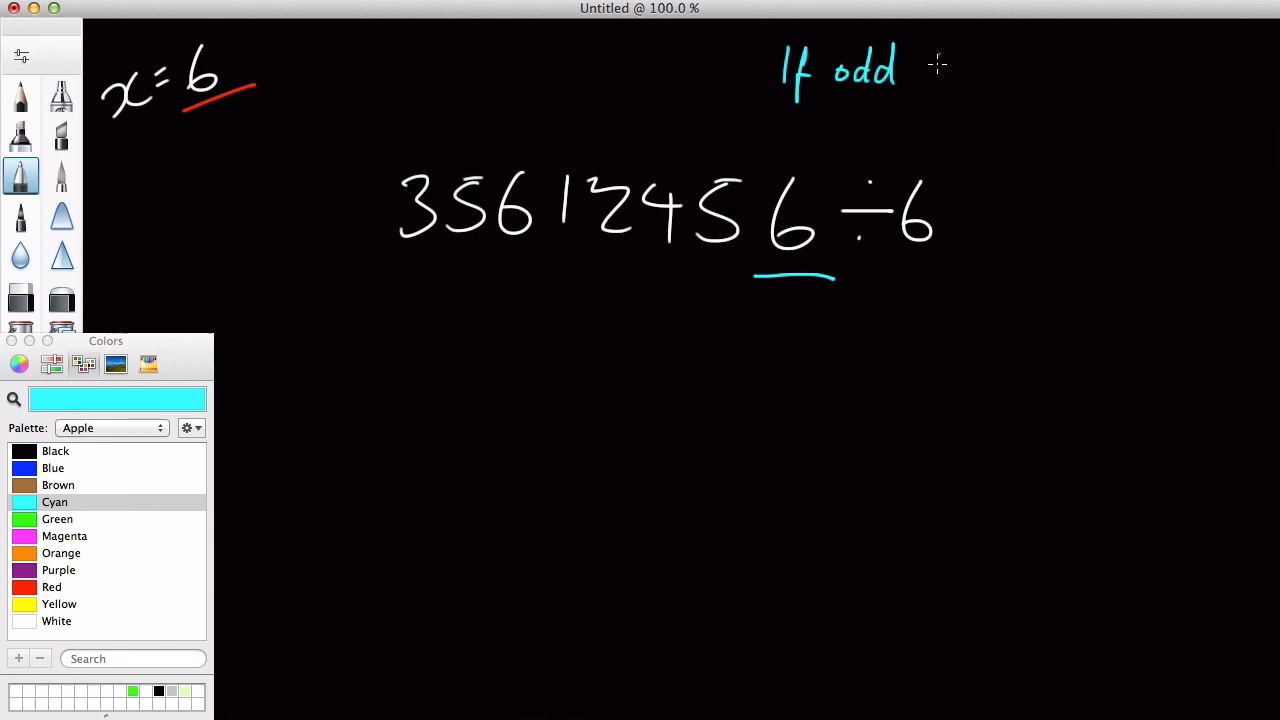 Untitled @ 100.0 %
x = 6
If odd
35612456 ÷ 6
Colors
Palette: Apple
Black
Blue
Brown
Cyan
Green
Magenta
Orange
Purple
Red
Yellow
White
Search